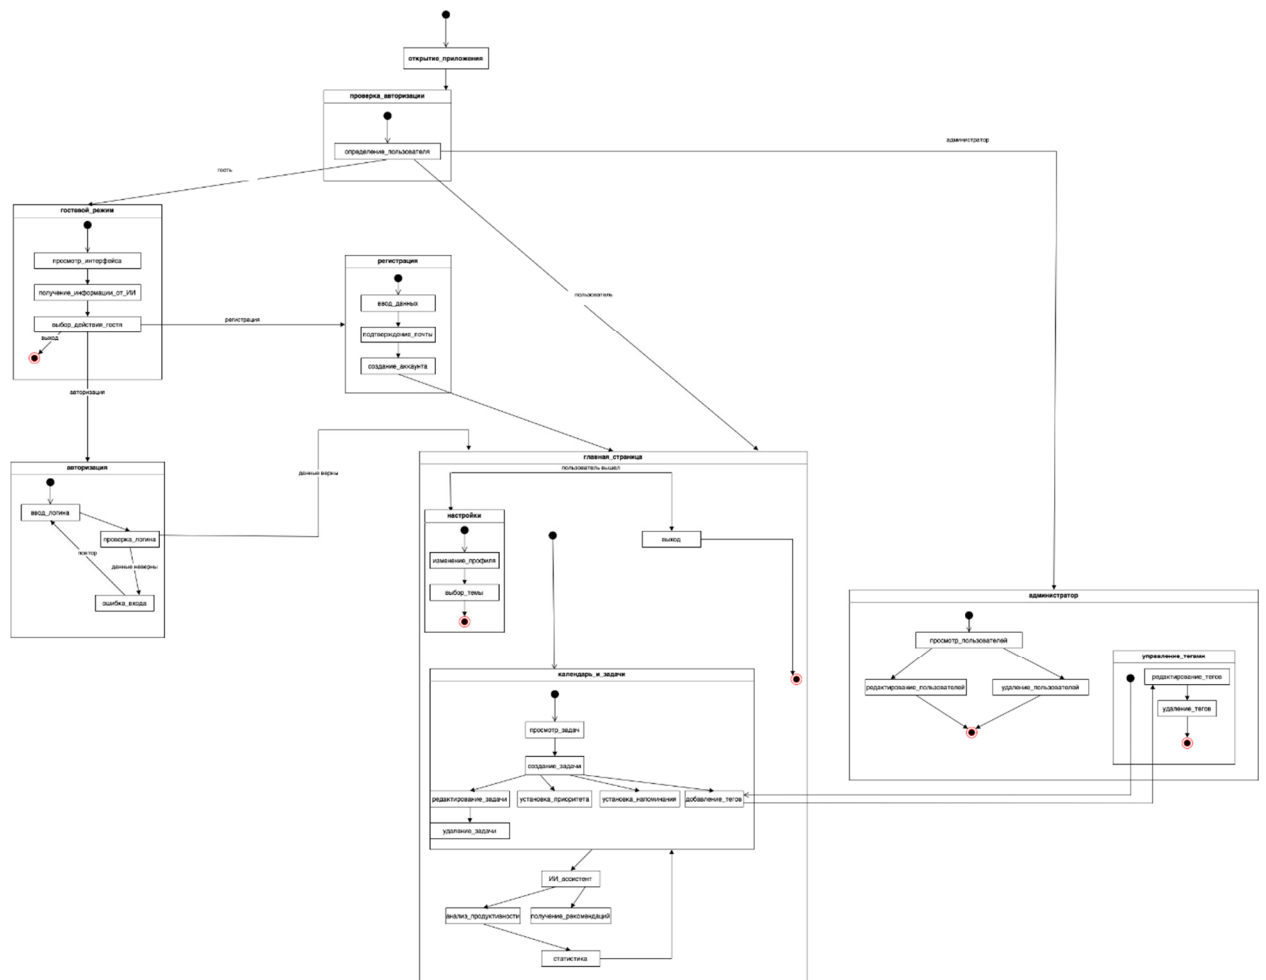 открытие_приложения
проверка_авторизации
определение_пользователя
администратор
гость
пользователь
гостевой_режим
просмотр_интерфейса
получение_информации_от_ИИ
выбор_действия_гостя
выход
регистрация
авторизация
регистрация
ввод_данных
подтверждение_почты
создание_аккаунта
авторизация
ввод_логина
проверка_логина
повтор
данные неверны
ошибка_входа
данные верны
главная_страница
пользователь вышел
настройки
изменение_профиля
выбор_темы
выход
календарь_и_задачи
просмотр_задач
создание_задачи
редактирование_задачи
установка_приоритета
установка_напоминания
добавление_тегов
удаление_задачи
ИИ_ассистент
анализ_продуктивности
получение_рекомендаций
статистика
администратор
просмотр_пользователей
редактирование_пользователей
удаление_пользователей
управление_тегами
редактирование_тегов
удаление_тегов